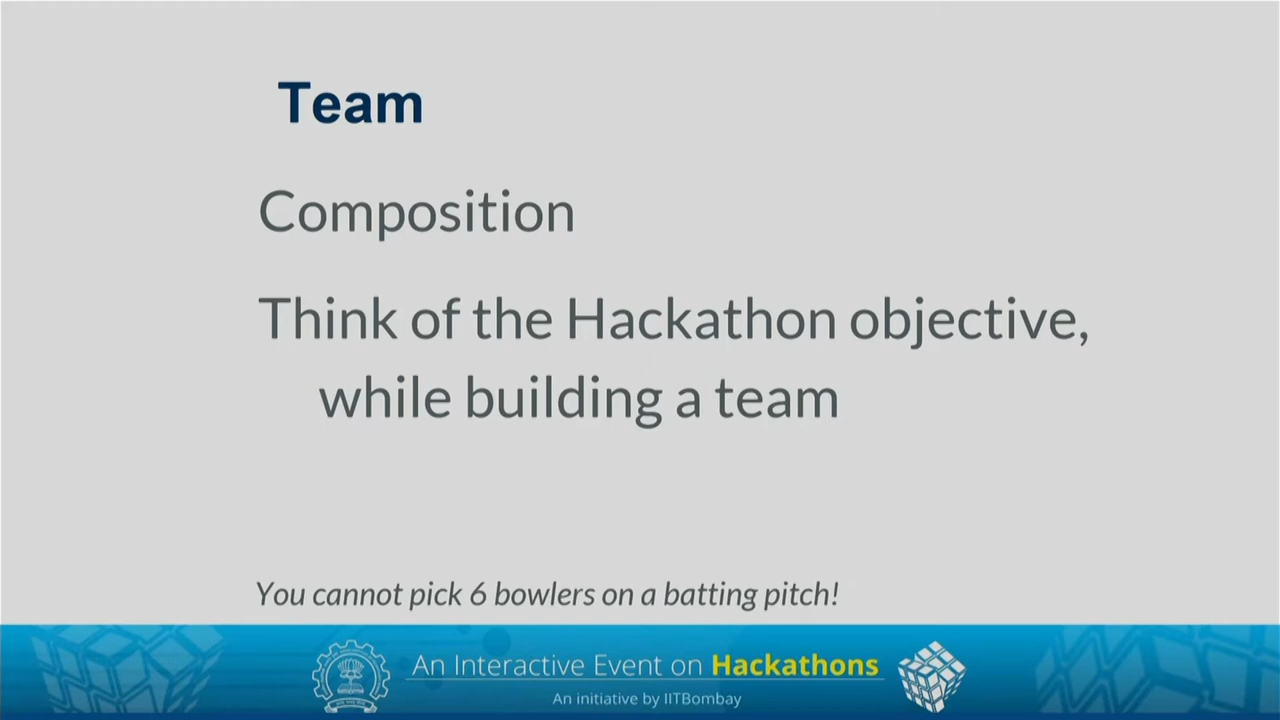 Team
Composition
Think of the Hackathon objective,
while building a team
You cannot pick 6 bowlers on a batting pitch!
An Interactive Event on Hackathons
An initiative by IITBombay